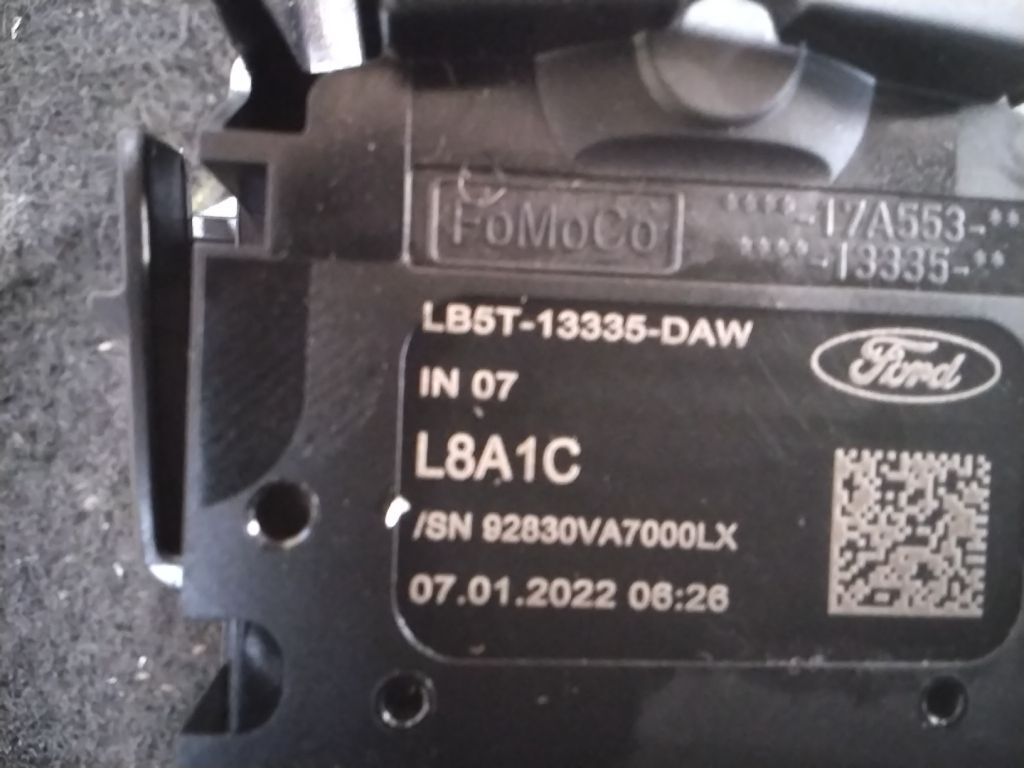 FoMoCo
****-17A553-**
****-13335-**
LB5T-13335-DAW
Ford
IN 07
L8A1C
/SN 92830VA7000LX
07.01.2022 06:26